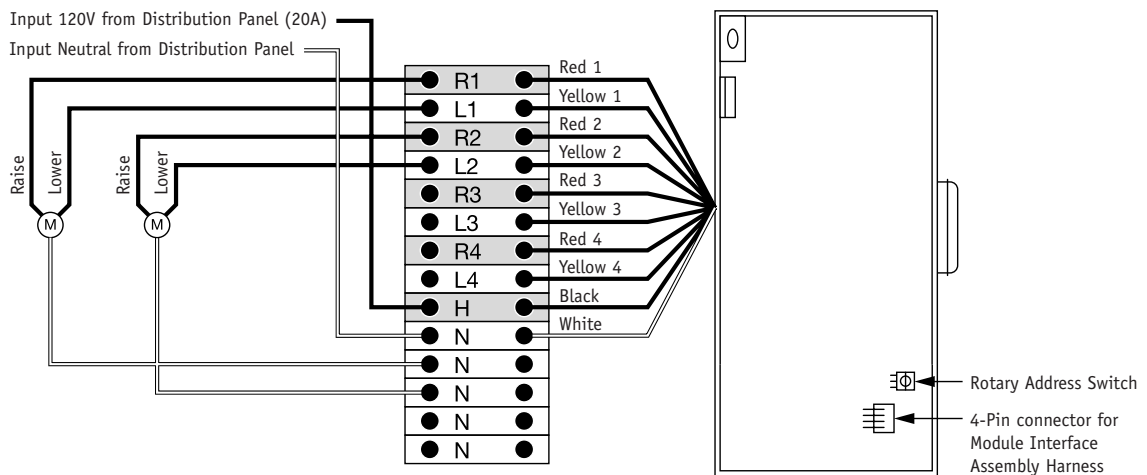 Input 120V from Distribution Panel (20A)
Input Neutral from Distribution Panel
Raise
Lower
M
Raise
Lower
M
R1
L1
R2
L2
R3
L3
R4
L4
H
N
N
N
N
N
Red 1
Yellow 1
Red 2
Yellow 2
Red 3
Yellow 3
Red 4
Yellow 4
Black
White
Rotary Address Switch
4-Pin connector for
Module Interface
Assembly Harness